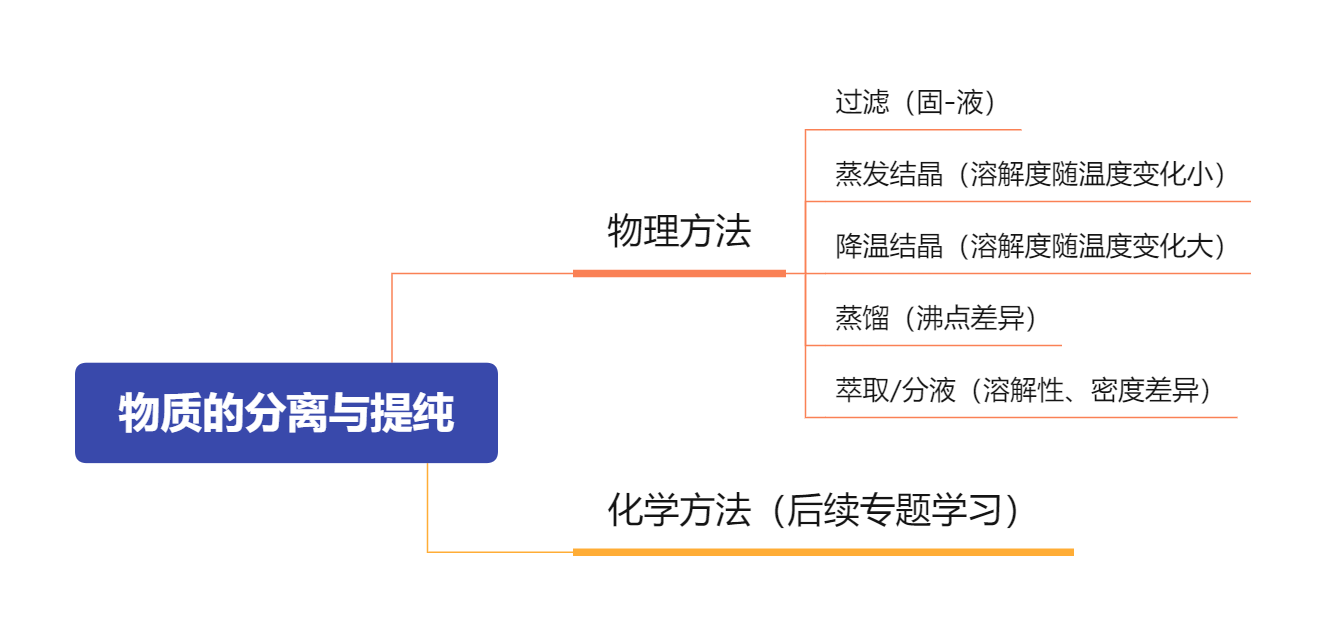 过滤（固-液）
蒸发结晶（溶解度随温度变化小）
物理方法
降温结晶（溶解度随温度变化大）
蒸馏（沸点差异）
萃取/分液（溶解性、密度差异）
物质的分离与提纯
化学方法（后续专题学习）